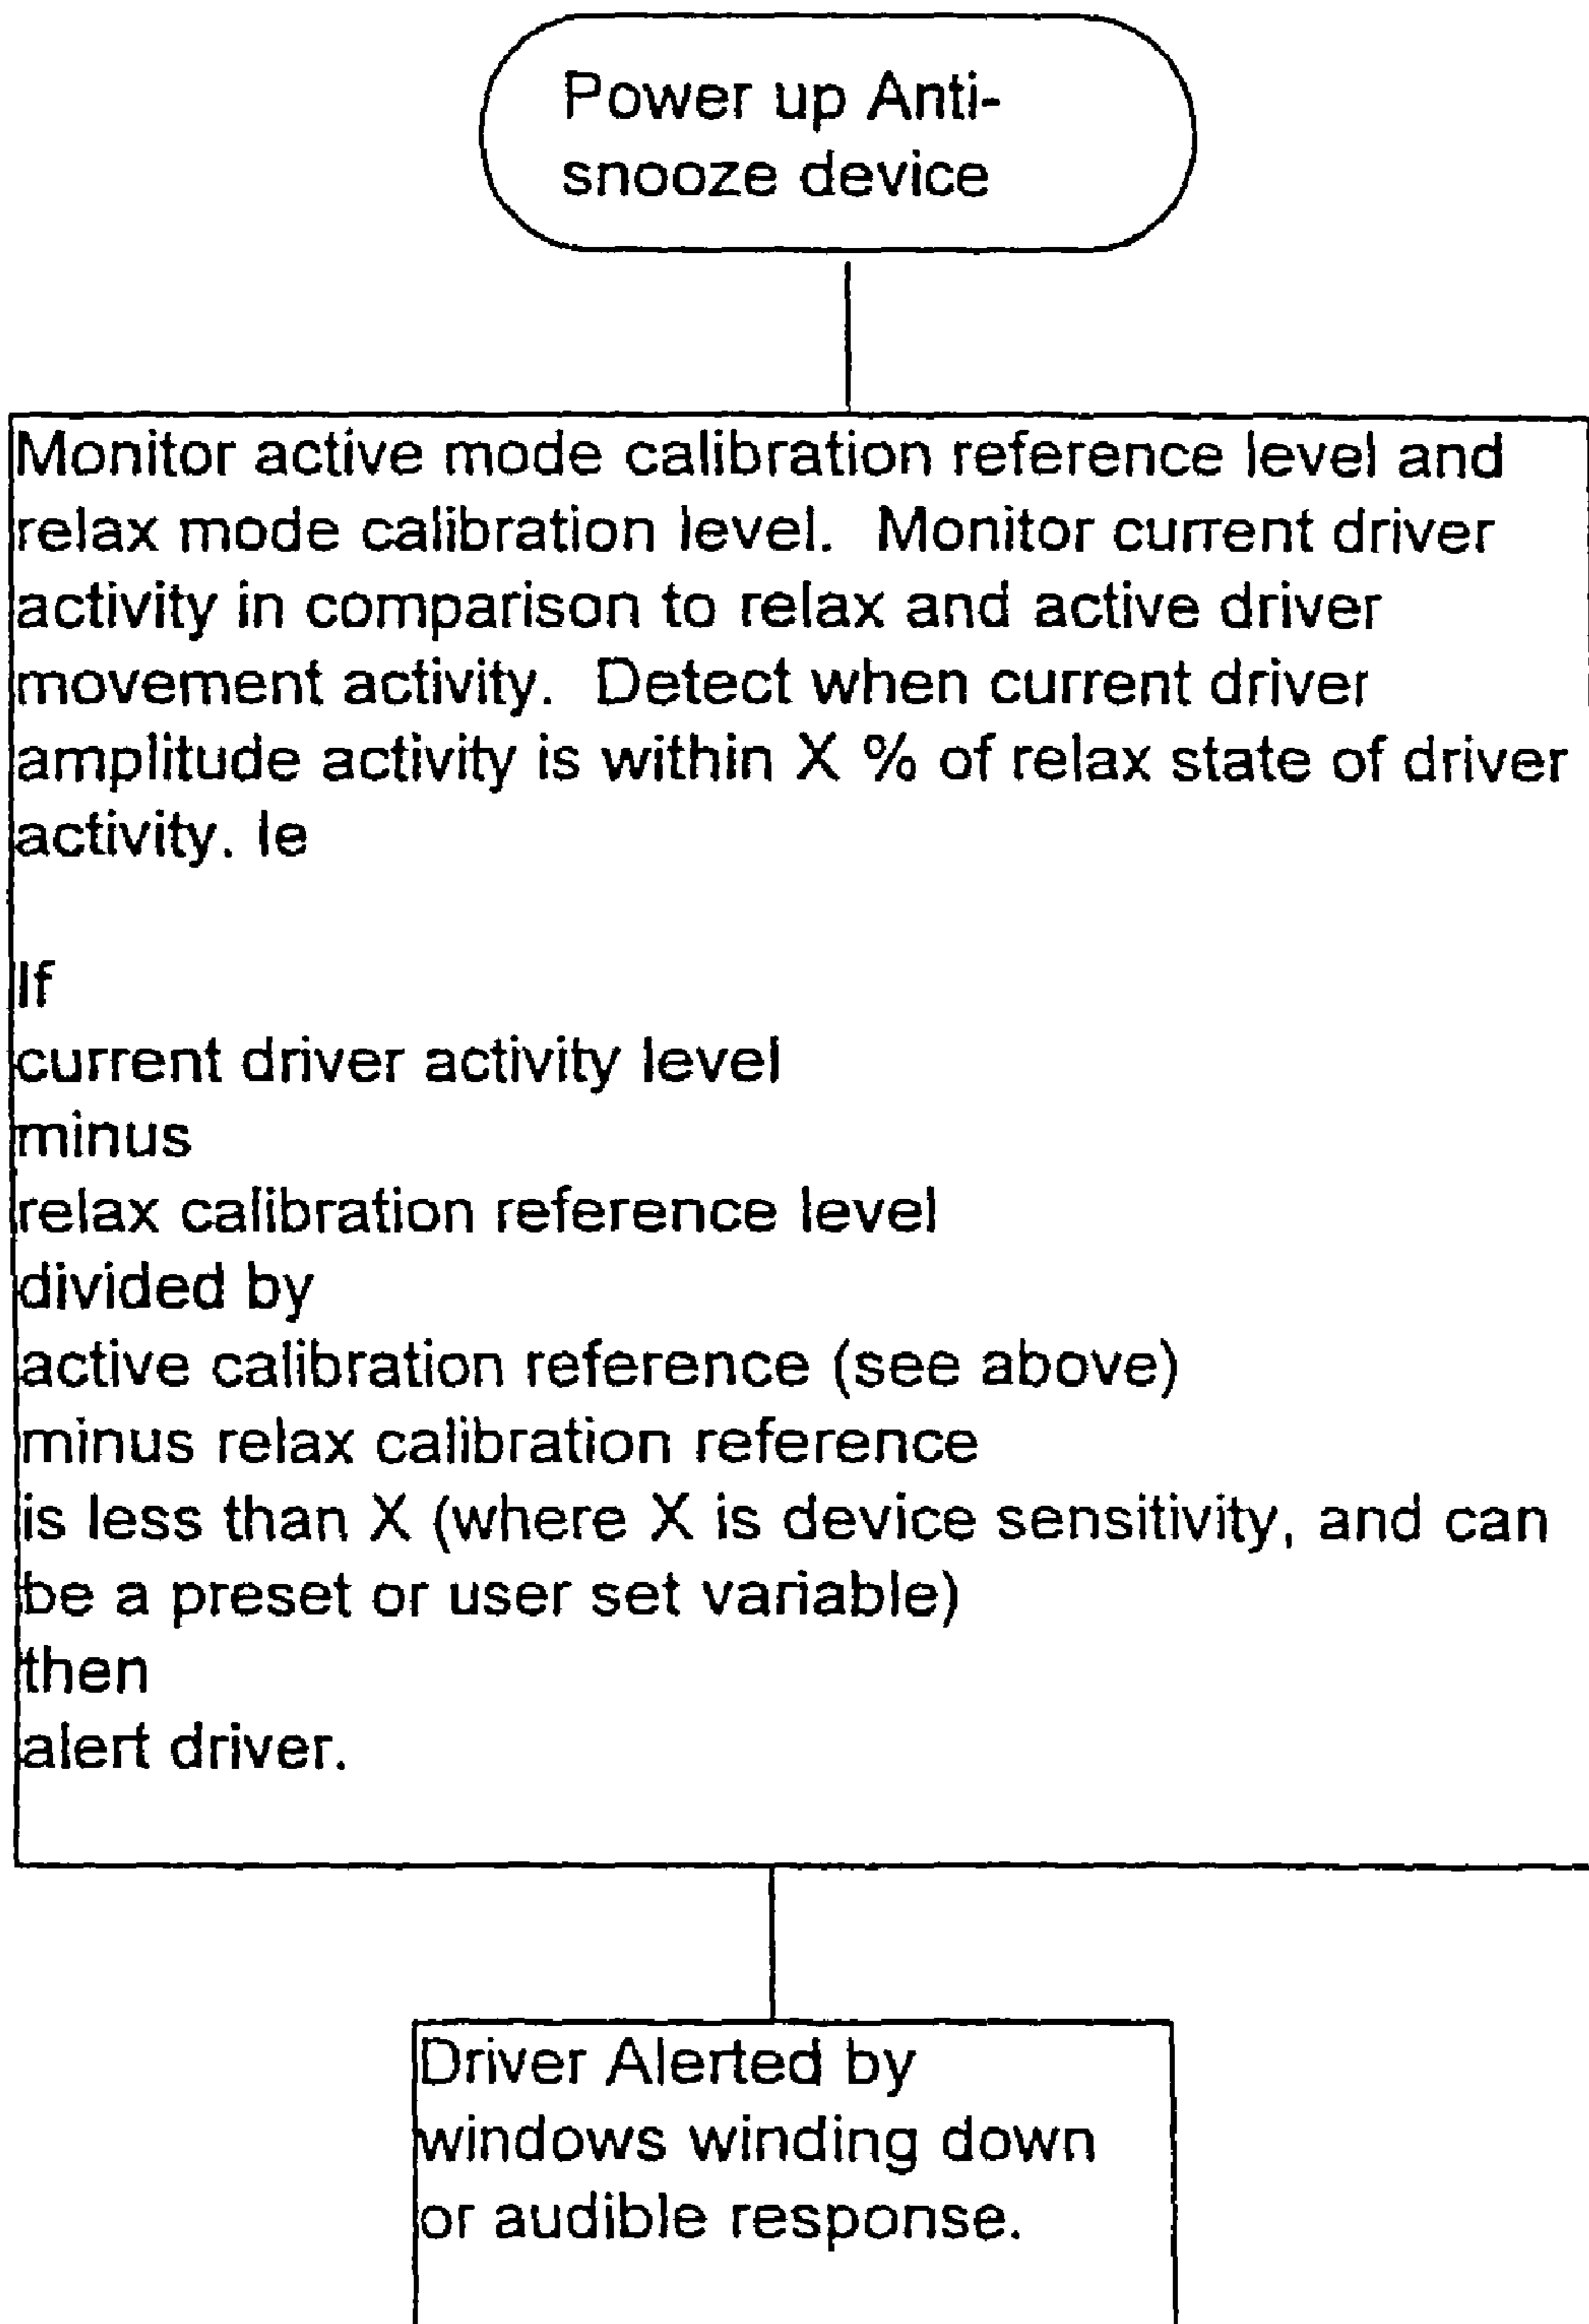 Power up Anti-
snooze device
Monitor active mode calibration reference level and
relax mode calibration level. Monitor current driver
activity in comparison to relax and active driver
movement activity. Detect when current driver
amplitude activity is within X % of relax state of driver
activity. Ie
If
current driver activity level
minus
relax calibration reference level
divided by
active calibration reference (see above)
minus relax calibration reference
is less than X (where X is device sensitivity, and can
be a preset or user set variable)
then
alert driver.
Driver Alerted by
windows winding down
or audible response.